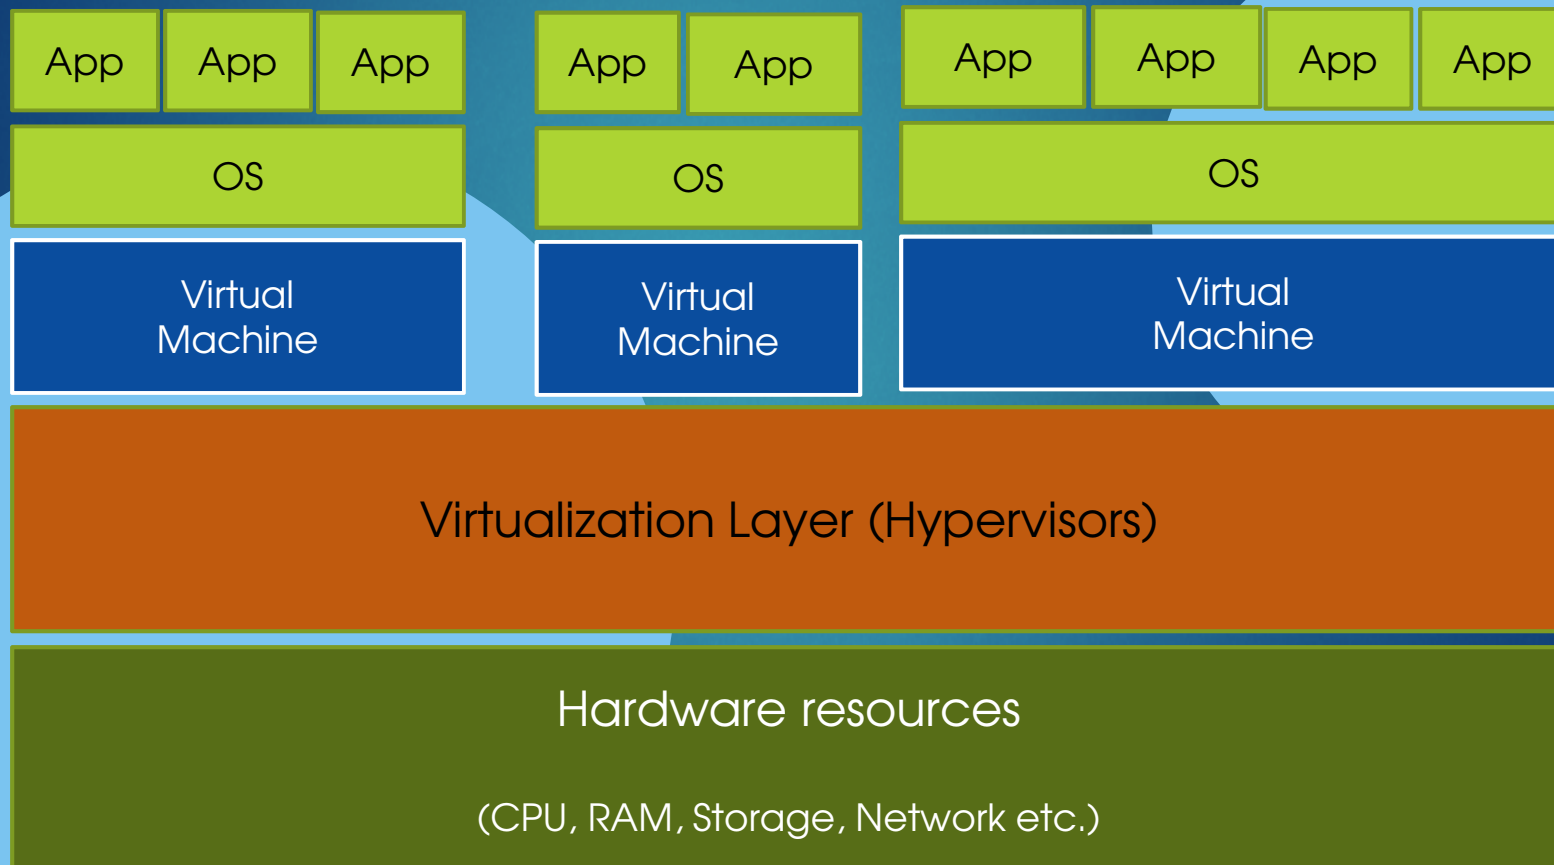 App App App App App App App App App
OS OS OS
Virtual Machine Virtual Machine Virtual Machine
Virtualization Layer (Hypervisors)
Hardware resources
(CPU, RAM, Storage, Network etc.)